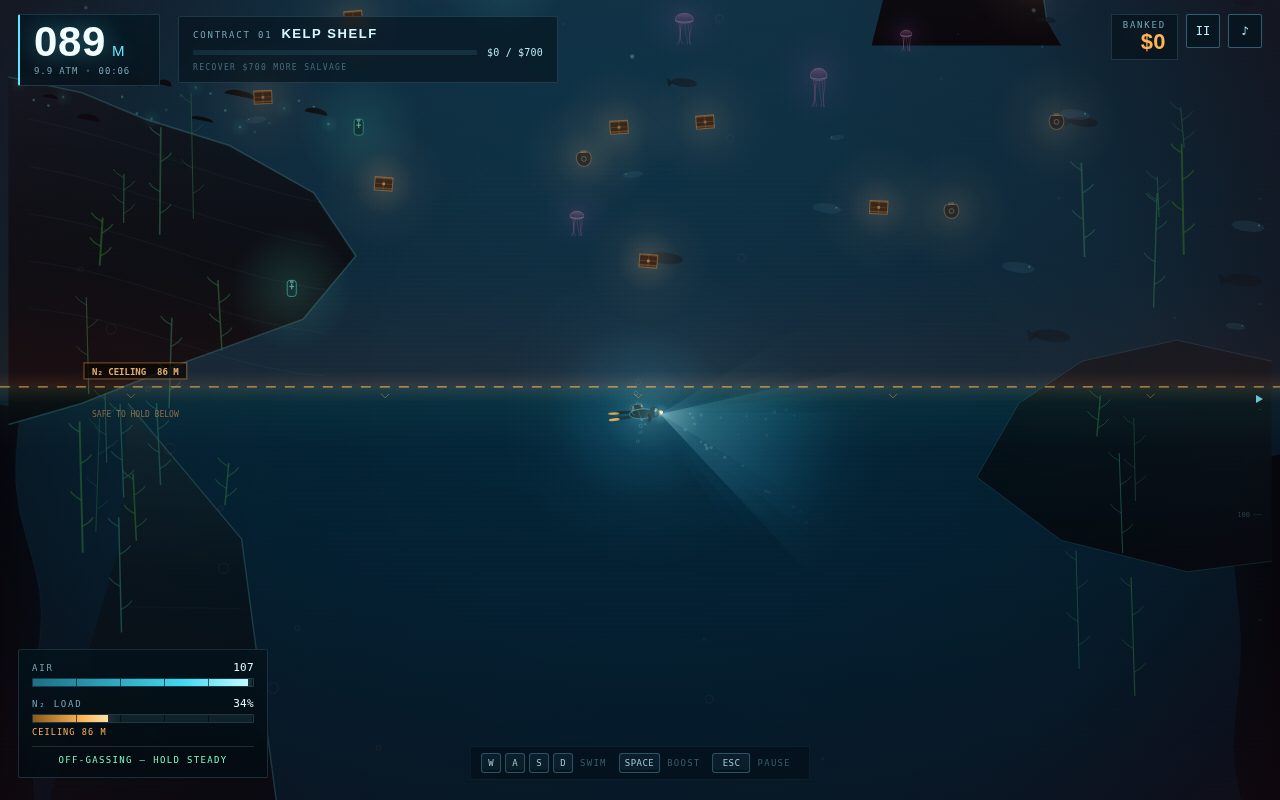 089 M
9.9 ATM · 00:06
CONTRACT 01 KELP SHELF
$0 / $700
RECOVER $700 MORE SALVAGE
BANKED
$0
II
♪
N₂ CEILING 86 M
SAFE TO HOLD BELOW
100
AIR 107
N₂ LOAD 34%
CEILING 86 M
OFF-GASSING — HOLD STEADY
W A S D SWIM SPACE BOOST ESC PAUSE